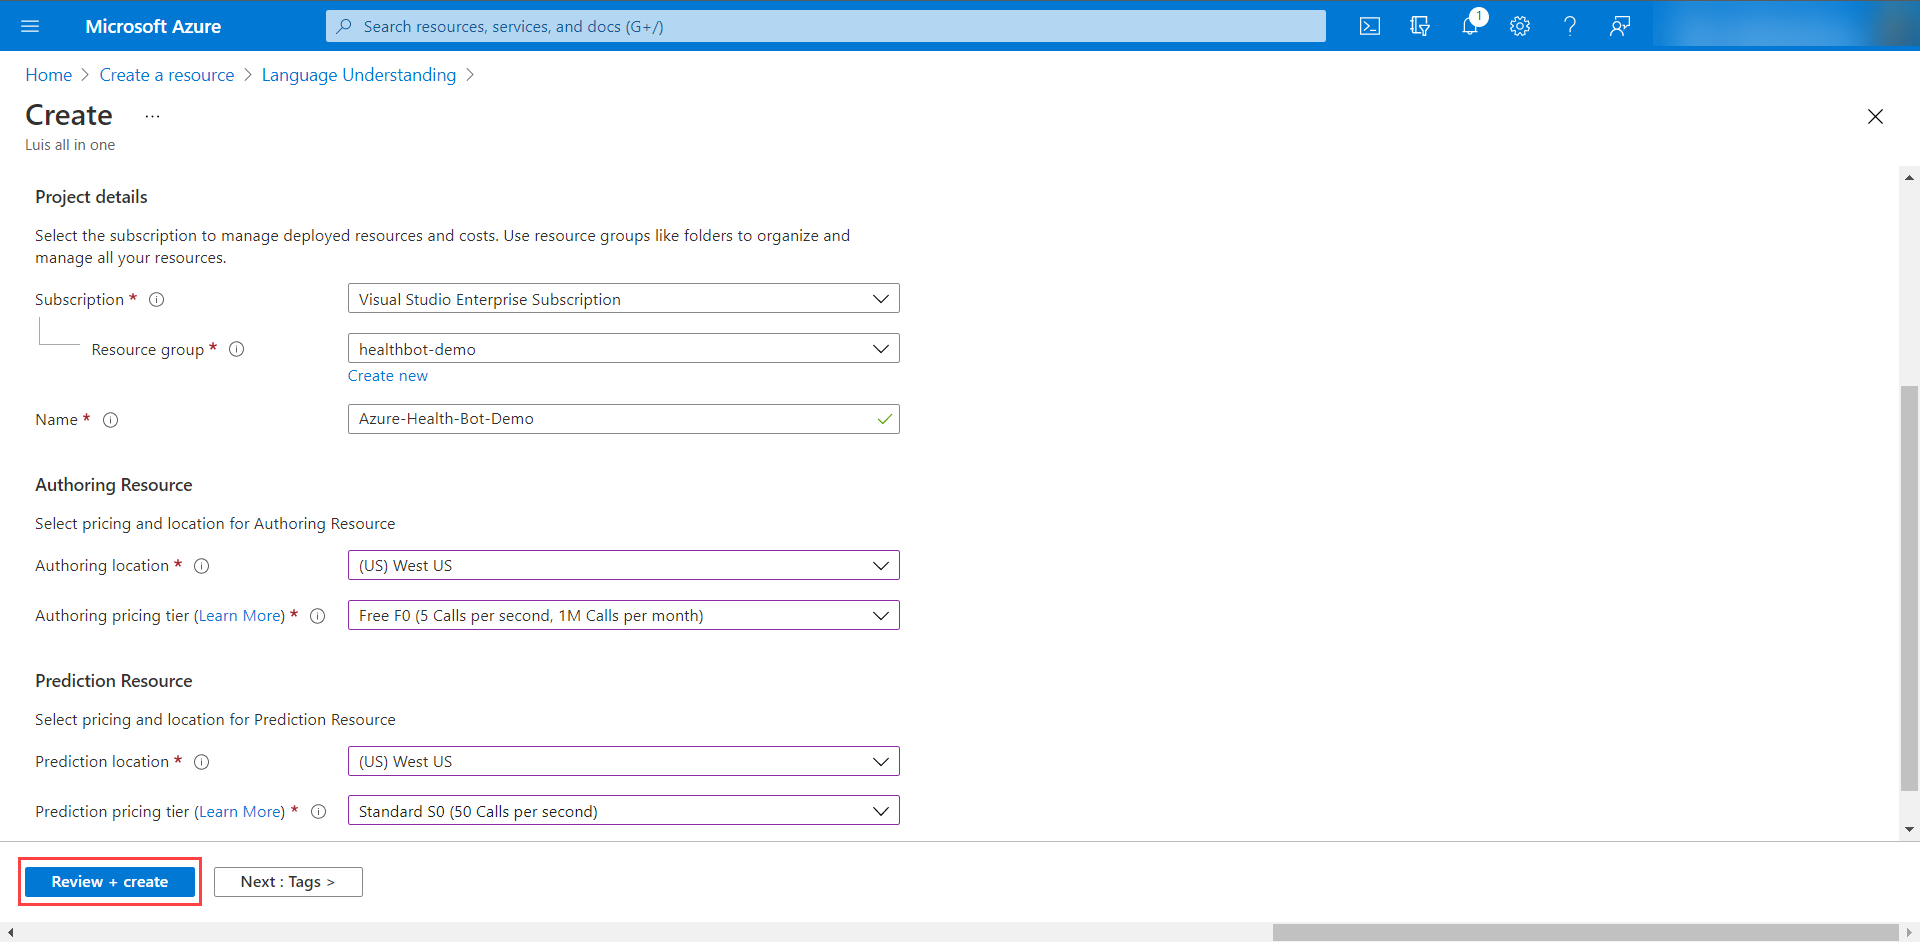 Microsoft Azure
Search resources, services, and docs (G+/)
1
Home > Create a resource > Language Understanding >
Create ...
Luis all in one
Project details
Select the subscription to manage deployed resources and costs. Use resource groups like folders to organize and
manage all your resources.
Subscription *
Visual Studio Enterprise Subscription
Resource group *
healthbot-demo
Create new
Name *
Azure-Health-Bot-Demo
Authoring Resource
Select pricing and location for Authoring Resource
Authoring location *
(US) West US
Authoring pricing tier (Learn More) *
Free F0 (5 Calls per second, 1M Calls per month)
Prediction Resource
Select pricing and location for Prediction Resource
Prediction location *
(US) West US
Prediction pricing tier (Learn More) *
Standard S0 (50 Calls per second)
Review + create
Next : Tags >